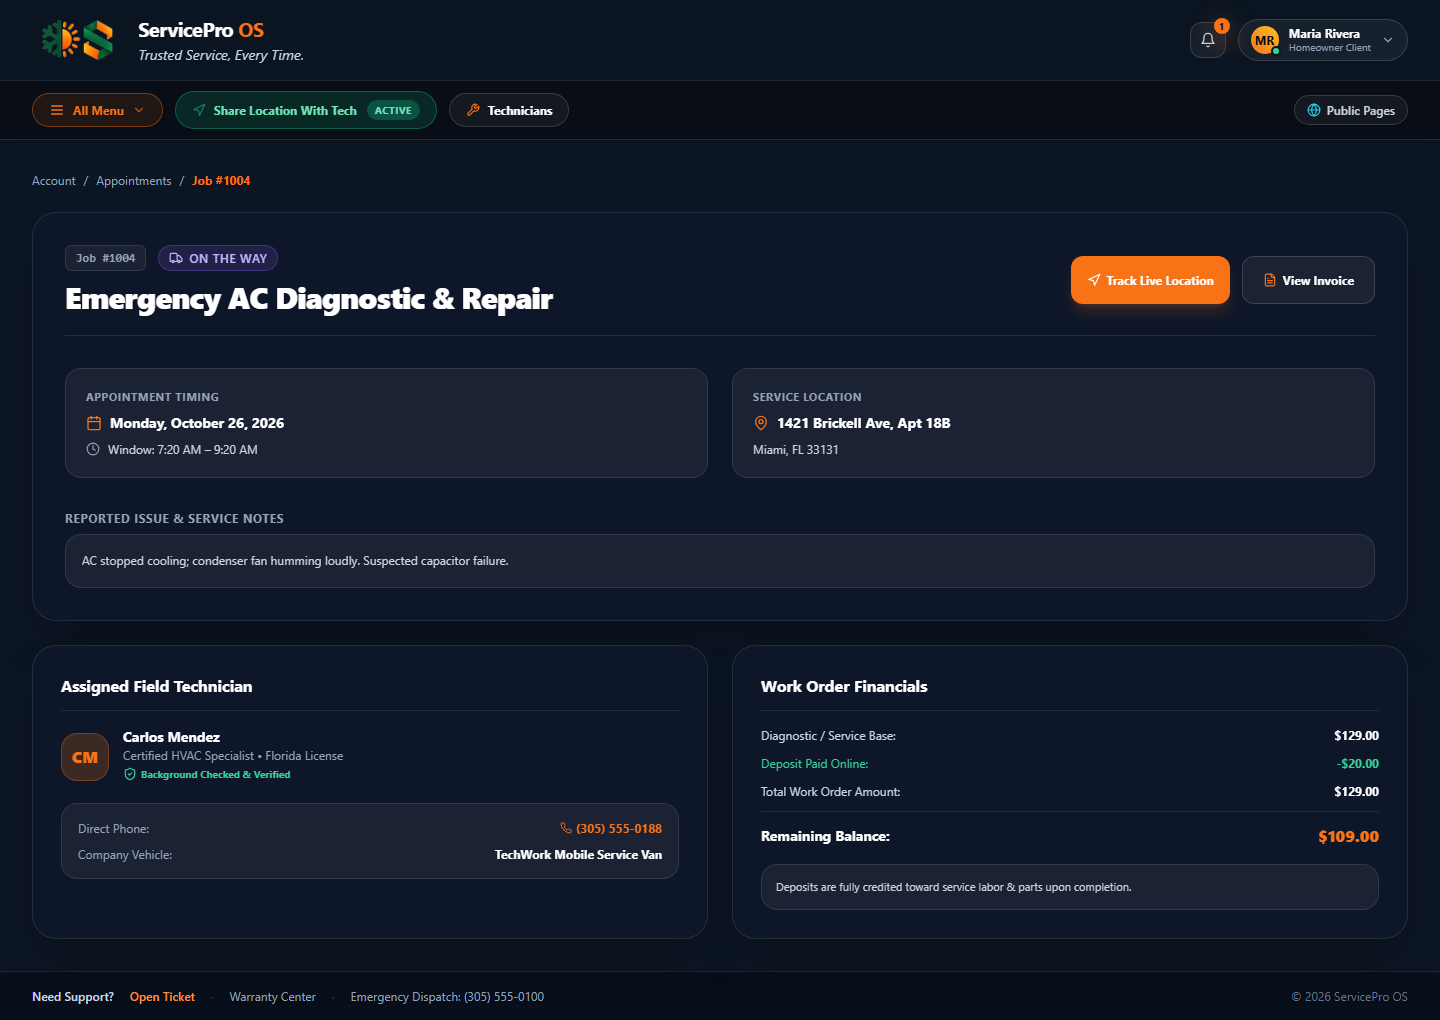 ServicePro OS
Trusted Service, Every Time.
1
MR
Maria Rivera
Homeowner Client
All Menu
Share Location With Tech ACTIVE
Technicians
Public Pages
Account / Appointments / Job #1004
Job #1004
ON THE WAY
Emergency AC Diagnostic & Repair
Track Live Location
View Invoice
APPOINTMENT TIMING
Monday, October 26, 2026
Window: 7:20 AM – 9:20 AM
SERVICE LOCATION
1421 Brickell Ave, Apt 18B
Miami, FL 33131
REPORTED ISSUE & SERVICE NOTES
AC stopped cooling; condenser fan humming loudly. Suspected capacitor failure.
Assigned Field Technician
CM
Carlos Mendez
Certified HVAC Specialist • Florida License
Background Checked & Verified
Direct Phone: (305) 555-0188
Company Vehicle: TechWork Mobile Service Van
Work Order Financials
Diagnostic / Service Base: $129.00
Deposit Paid Online: -$20.00
Total Work Order Amount: $129.00
Remaining Balance: $109.00
Deposits are fully credited toward service labor & parts upon completion.
Need Support? Open Ticket · Warranty Center · Emergency Dispatch: (305) 555-0100
© 2026 ServicePro OS